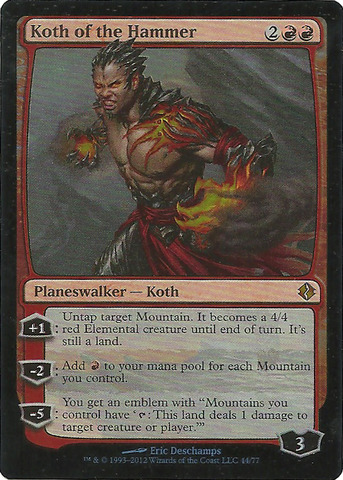 Koth of the Hammer 2
Planeswalker — Koth
Untap target Mountain. It becomes a 4/4
+1: red Elemental creature until end of turn. It's
still a land.
-2: Add to your mana pool for each Mountain
you control.
You get an emblem with "Mountains you
-5: control have ' : This land deals 1 damage to
target creature or player.'"
Eric Deschamps
3
™ & © 1993–2012 Wizards of the Coast LLC 44/77